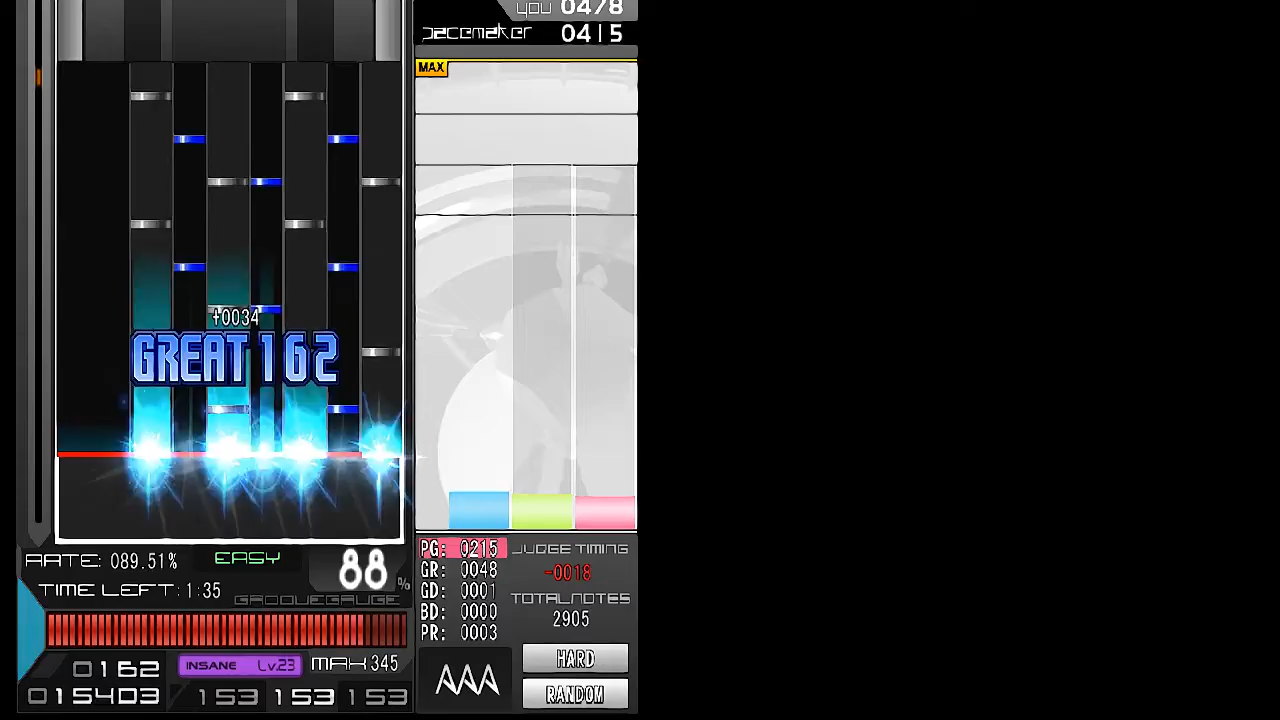 you 0478
pacemaker 0415
MAX
+0034
GREAT 162
RATE: 089.51% EASY 88 %
TIME LEFT: 1:35
GROOVEGAUGE
0162 INSANE Lv.23 MAX 345
015403 153 153 153
PG: 0215 JUDGE TIMING
GR: 0048 -0018
GD: 0001 TOTALNOTES
BD: 0000 2905
PR: 0003
AAA
HARD
RANDOM